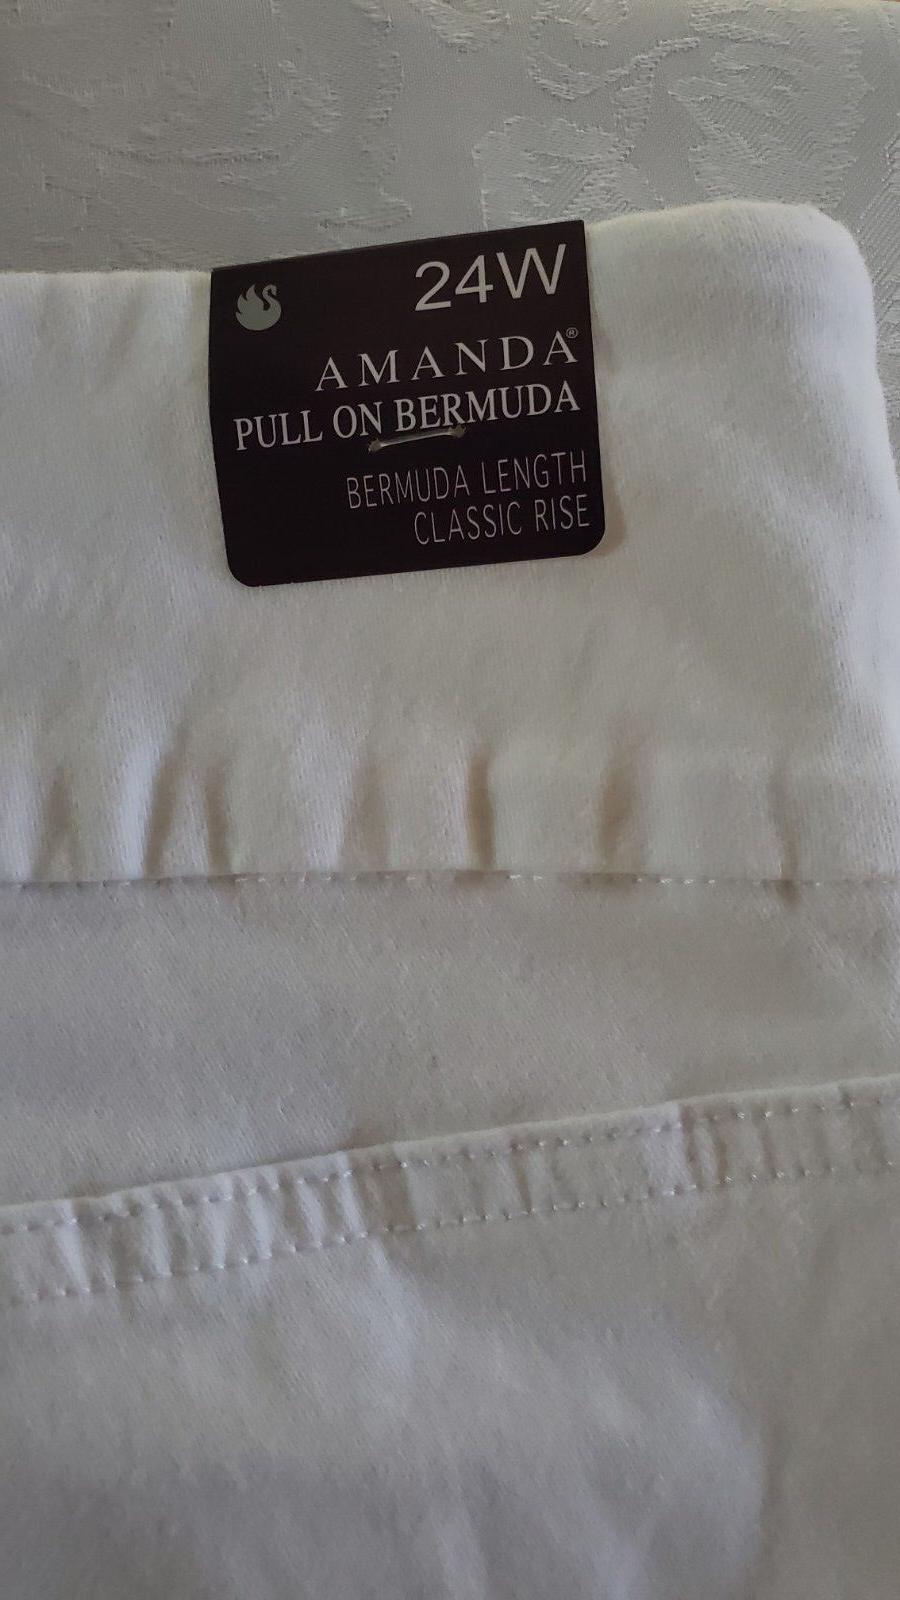 24W
AMANDA®
PULL ON BERMUDA
BERMUDA LENGTH
CLASSIC RISE